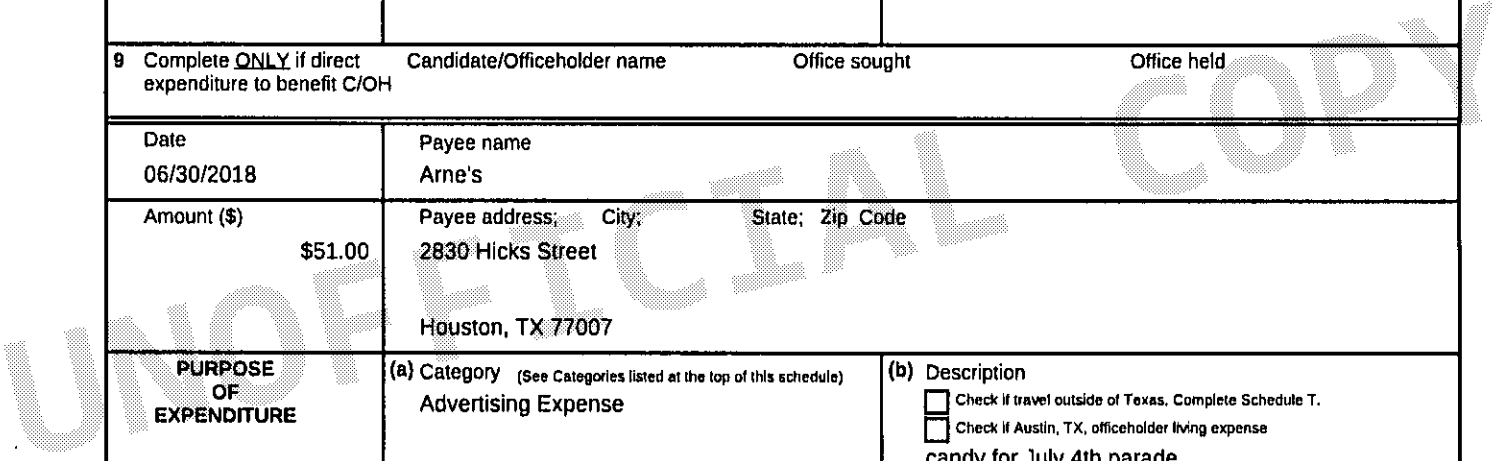 9 Complete ONLY if direct expenditure to benefit C/OH
Candidate/Officeholder name Office sought Office held
Date
06/30/2018
Payee name
Arne's
Amount ($)
$51.00
Payee address; City; State; Zip Code
2830 Hicks Street
Houston, TX 77007
PURPOSE
OF
EXPENDITURE
(a) Category (See Categories listed at the top of this schedule)
Advertising Expense
(b) Description
Check if travel outside of Texas, Complete Schedule T.
Check if Austin, TX, officeholder living expense
candy for July 4th parade
UNOFFICIAL COPY